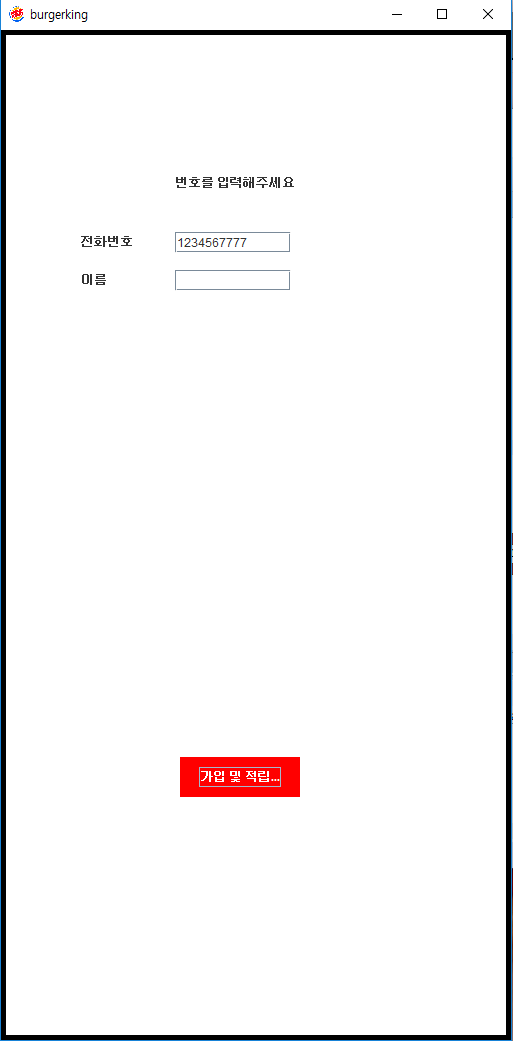 burgerking
번호를 입력해주세요
전화번호 1234567777
이름
가입 및 적립...